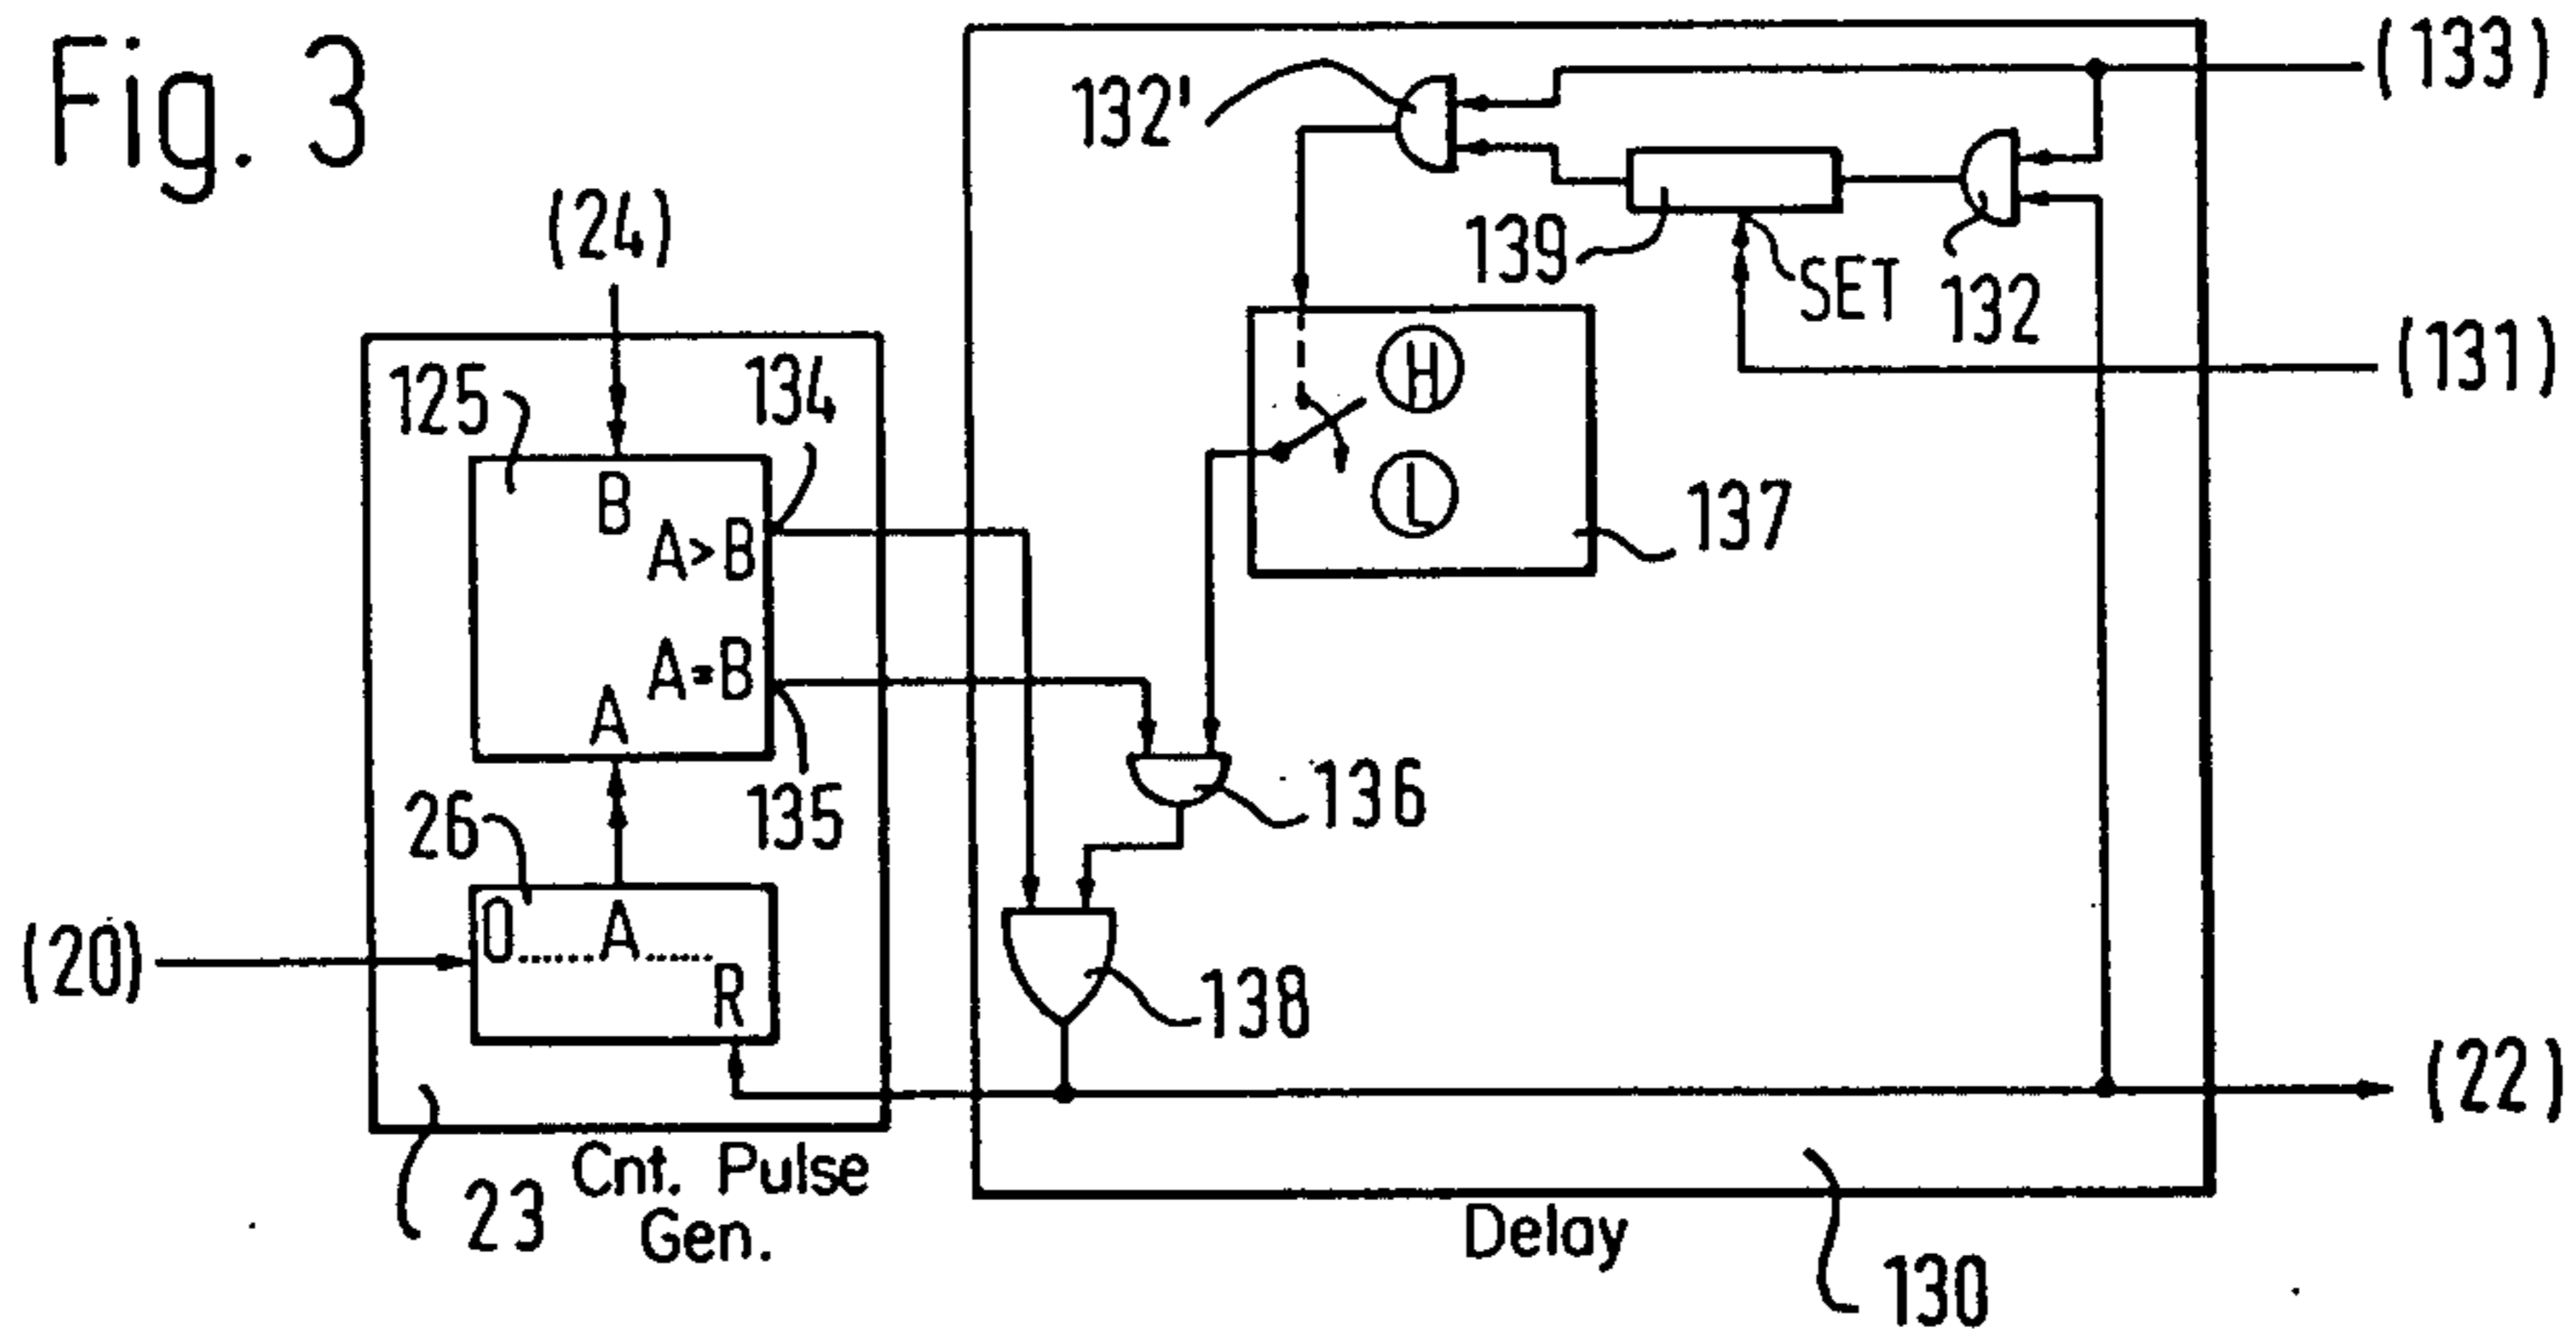 Fig. 3
(133)
132'
(24)
139
SET
132
(131)
125
134
H
B
A>B
L
137
A=B
A
135
136
26
(20)
0......A......
R
138
(22)
23
Cnt. Pulse
Gen.
Delay
130